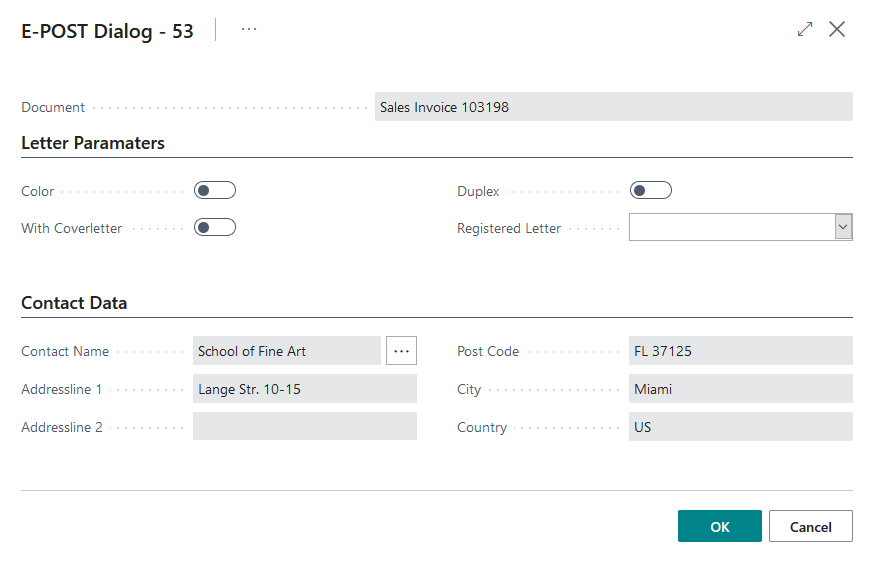 E-POST Dialog - 53
Document Sales Invoice 103198
Letter Paramaters
Color Duplex
With Coverletter Registered Letter
Contact Data
Contact Name School of Fine Art Post Code FL 37125
Addressline 1 Lange Str. 10-15 City Miami
Addressline 2 Country US
OK Cancel